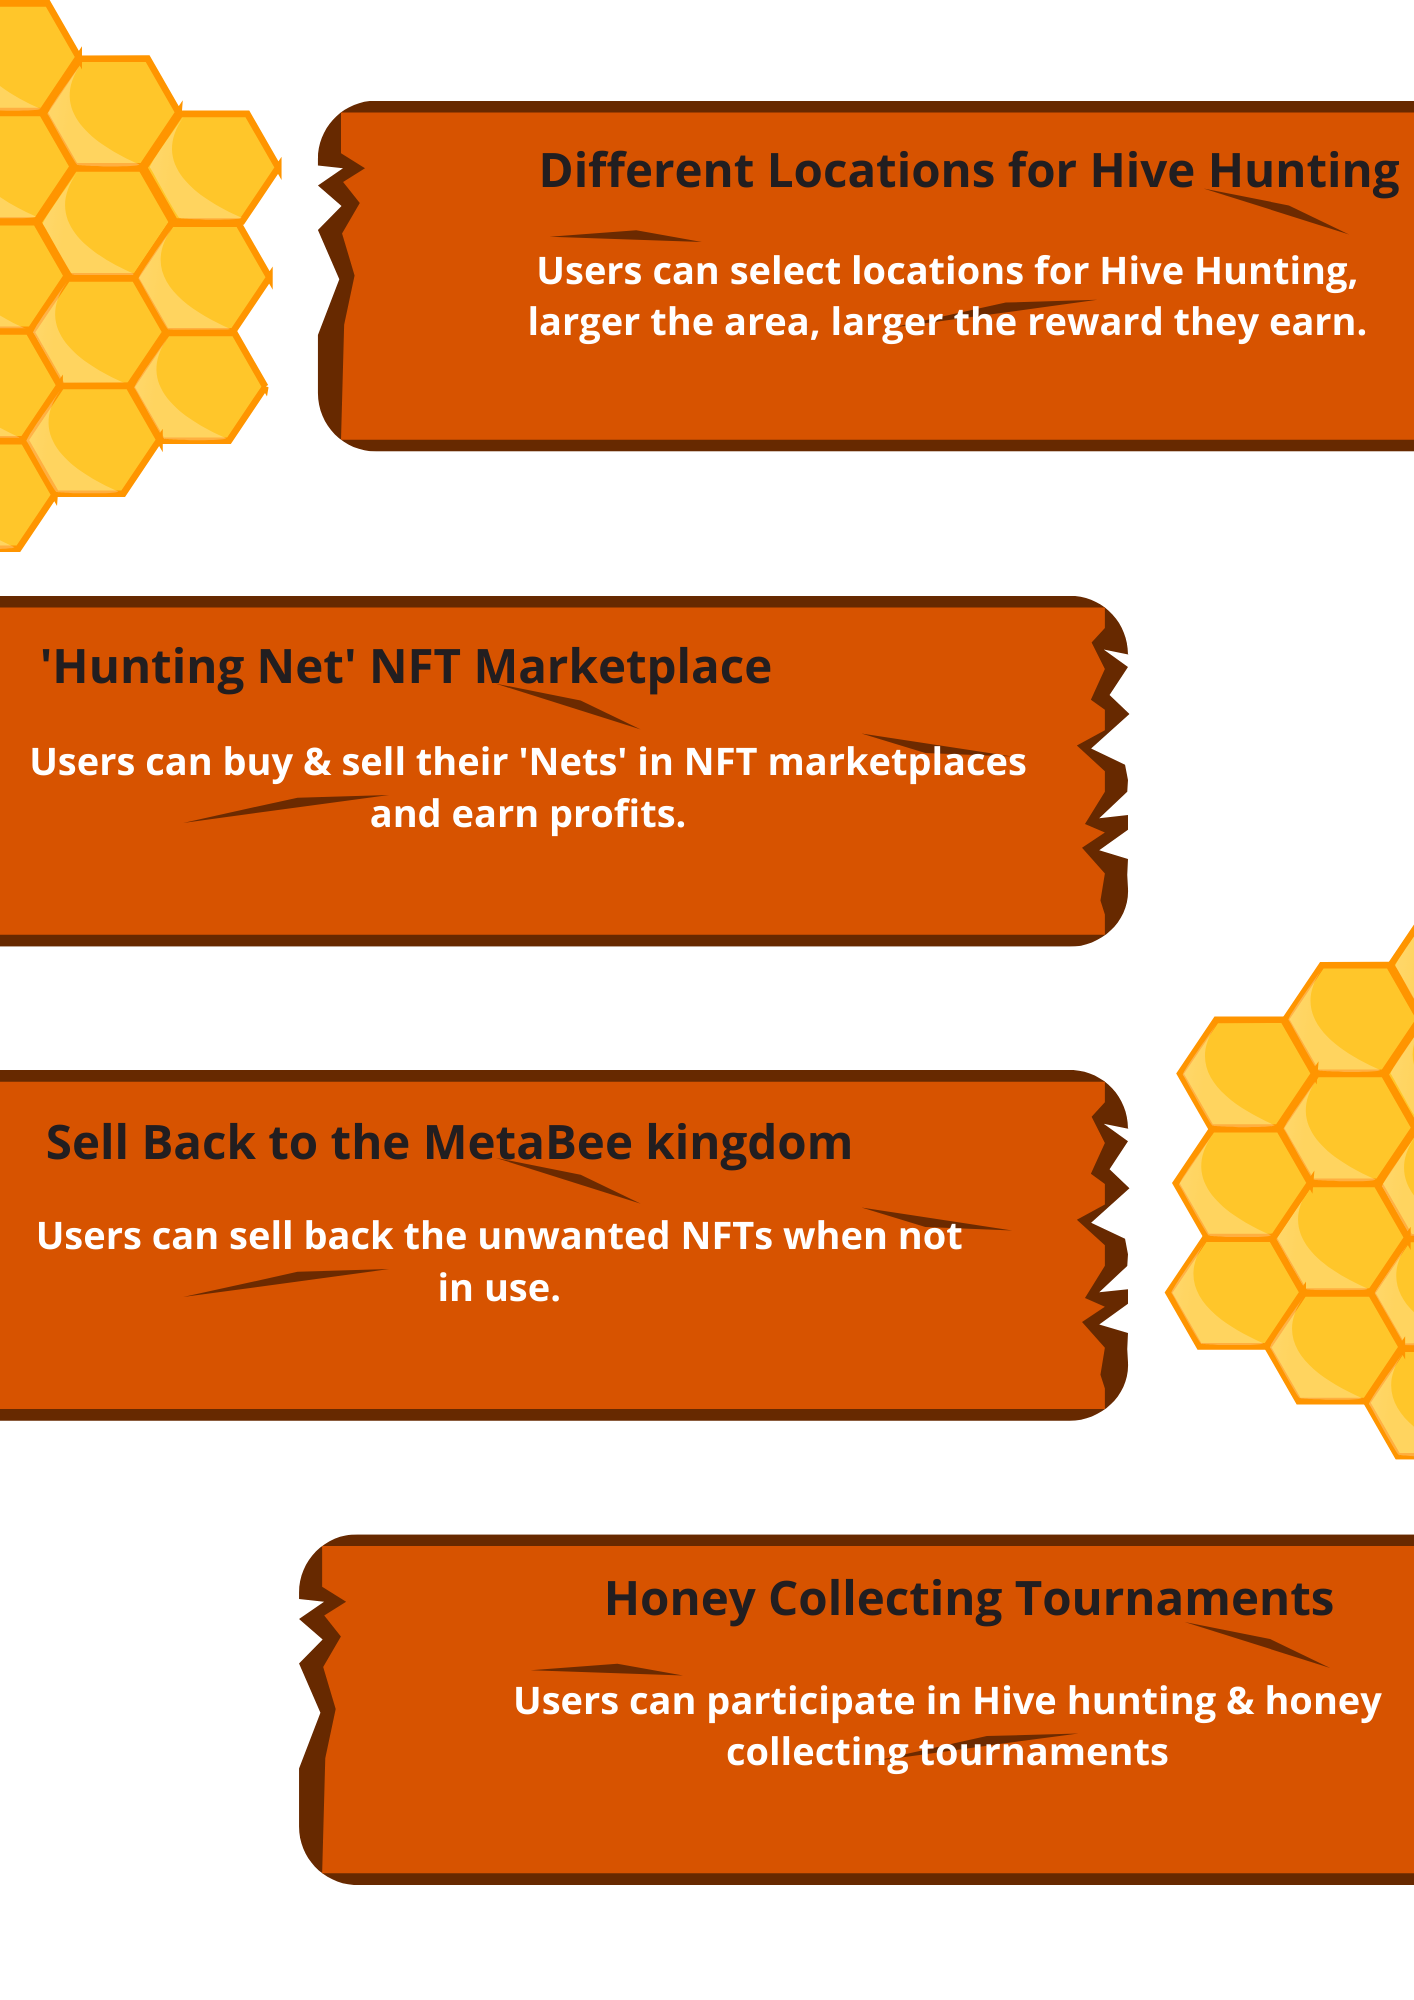 Different Locations for Hive Hunting
Users can select locations for Hive Hunting,
larger the area, larger the reward they earn.
'Hunting Net' NFT Marketplace
Users can buy & sell their 'Nets' in NFT marketplaces
and earn profits.
Sell Back to the MetaBee kingdom
Users can sell back the unwanted NFTs when not
in use.
Honey Collecting Tournaments
Users can participate in Hive hunting & honey
collecting tournaments